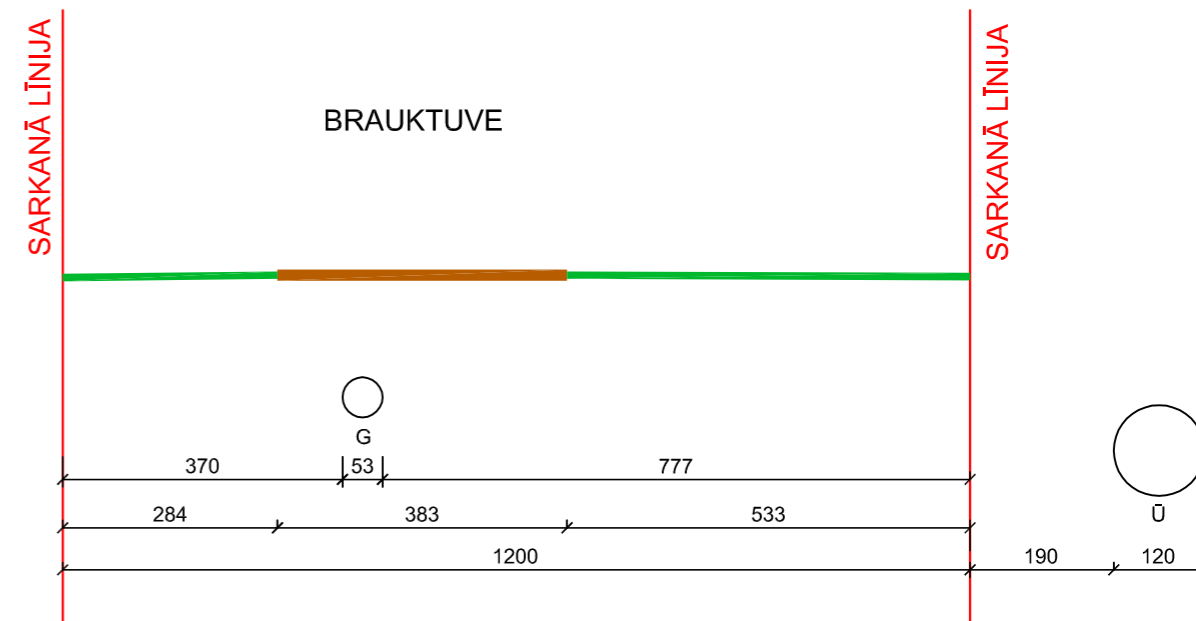 SARKANĀ LĪNIJA
BRAUKTUVE
SARKANĀ LĪNIJA
G
370
53
777
Ū
284
383
533
1200
190
120